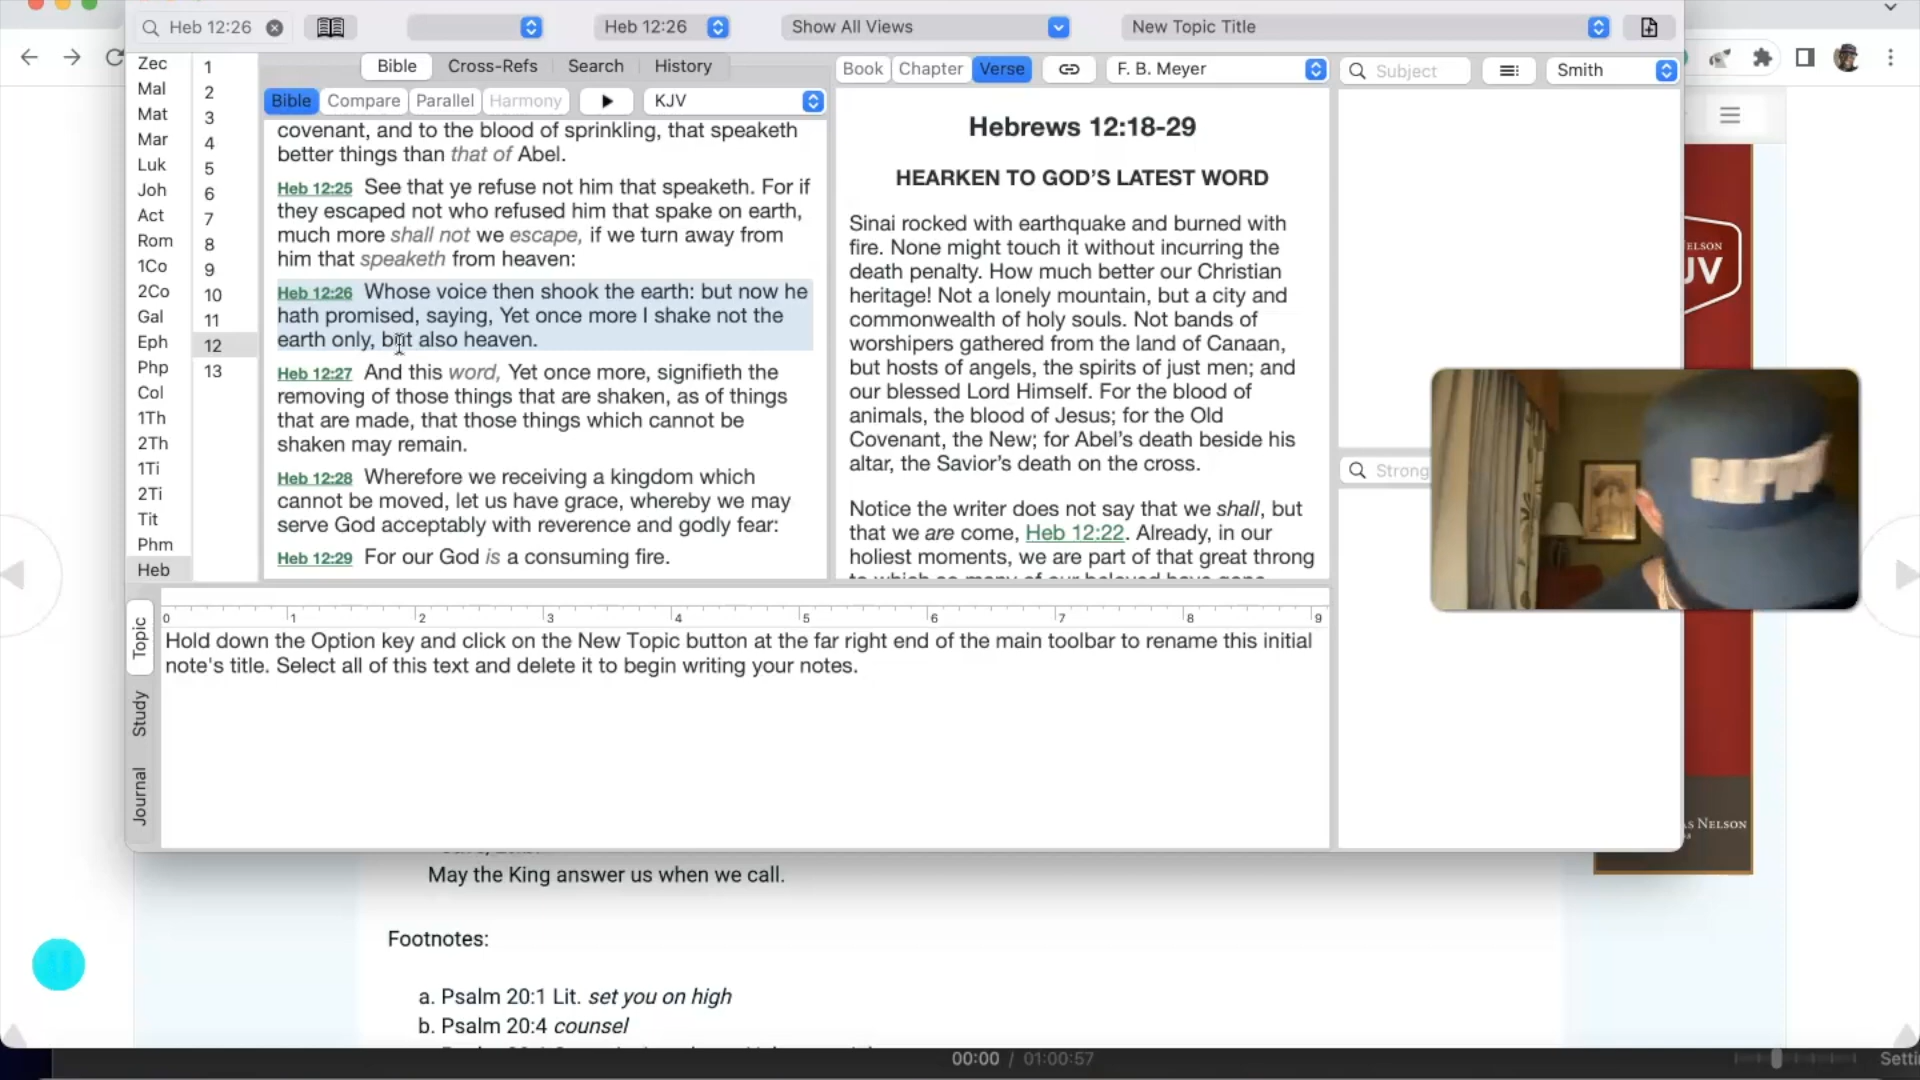 Heb 12:26
Heb 12:26
Show All Views
New Topic Title
Zec
Mal
Mat
Mar
Luk
Joh
Act
Rom
1Co
2Co
Gal
Eph
Php
Col
1Th
2Th
1Ti
2Ti
Tit
Phm
Heb
1
2
3
4
5
6
7
8
9
10
11
12
13
Bible Cross-Refs Search History
Bible Compare Parallel Harmony KJV
covenant, and to the blood of sprinkling, that speaketh
better things than that of Abel.
Heb 12:25 See that ye refuse not him that speaketh. For if
they escaped not who refused him that spake on earth,
much more shall not we escape, if we turn away from
him that speaketh from heaven:
Heb 12:26 Whose voice then shook the earth: but now he
hath promised, saying, Yet once more I shake not the
earth only, but also heaven.
Heb 12:27 And this word, Yet once more, signifieth the
removing of those things that are shaken, as of things
that are made, that those things which cannot be
shaken may remain.
Heb 12:28 Wherefore we receiving a kingdom which
cannot be moved, let us have grace, whereby we may
serve God acceptably with reverence and godly fear:
Heb 12:29 For our God is a consuming fire.
Book Chapter Verse F. B. Meyer
Hebrews 12:18-29
HEARKEN TO GOD'S LATEST WORD
Sinai rocked with earthquake and burned with
fire. None might touch it without incurring the
death penalty. How much better our Christian
heritage! Not a lonely mountain, but a city and
commonwealth of holy souls. Not bands of
worshipers gathered from the land of Canaan,
but hosts of angels, the spirits of just men; and
our blessed Lord Himself. For the blood of
animals, the blood of Jesus; for the Old
Covenant, the New; for Abel's death beside his
altar, the Savior's death on the cross.
Notice the writer does not say that we shall, but
that we are come, Heb 12:22. Already, in our
holiest moments, we are part of that great throng
Subject
Smith
Strong
ELSON
JV
AS NELSON
Topic
Study
Journal
0 1 2 3 4 5 6 7 8 9
Hold down the Option key and click on the New Topic button at the far right end of the main toolbar to rename this initial
note's title. Select all of this text and delete it to begin writing your notes.
May the King answer us when we call.
Footnotes:
a. Psalm 20:1 Lit. set you on high
b. Psalm 20:4 counsel
00:00 / 01:00:57
Setti